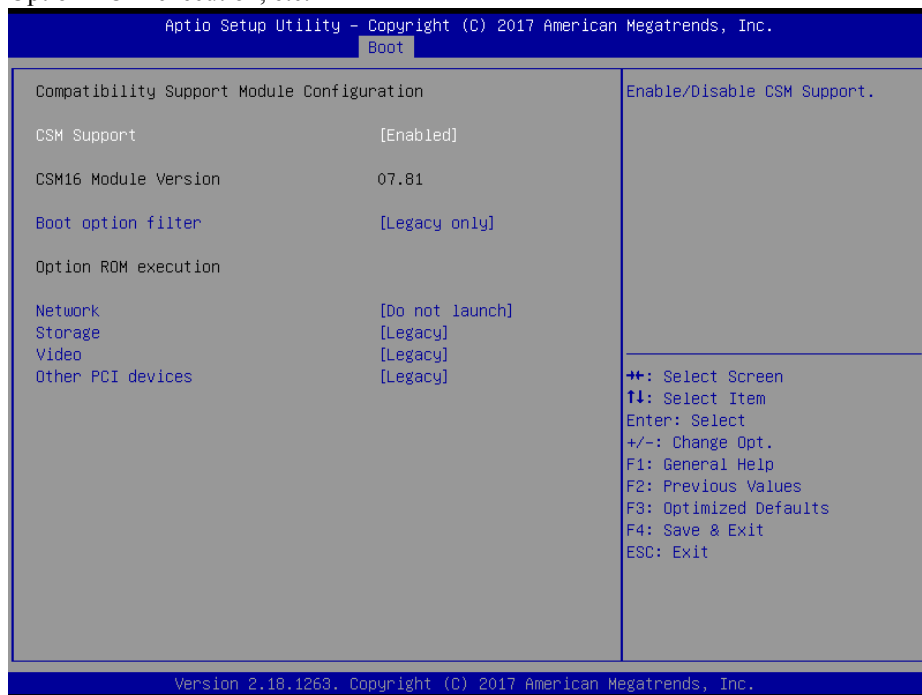 Aptio Setup Utility – Copyright (C) 2017 American Megatrends, Inc.
Boot
Compatibility Support Module Configuration
CSM Support [Enabled]
CSM16 Module Version 07.81
Boot option filter [Legacy only]
Option ROM execution
Network [Do not launch]
Storage [Legacy]
Video [Legacy]
Other PCI devices [Legacy]
Enable/Disable CSM Support.
→←: Select Screen
↑↓: Select Item
Enter: Select
+/-: Change Opt.
F1: General Help
F2: Previous Values
F3: Optimized Defaults
F4: Save & Exit
ESC: Exit
Version 2.18.1263. Copyright (C) 2017 American Megatrends, Inc.